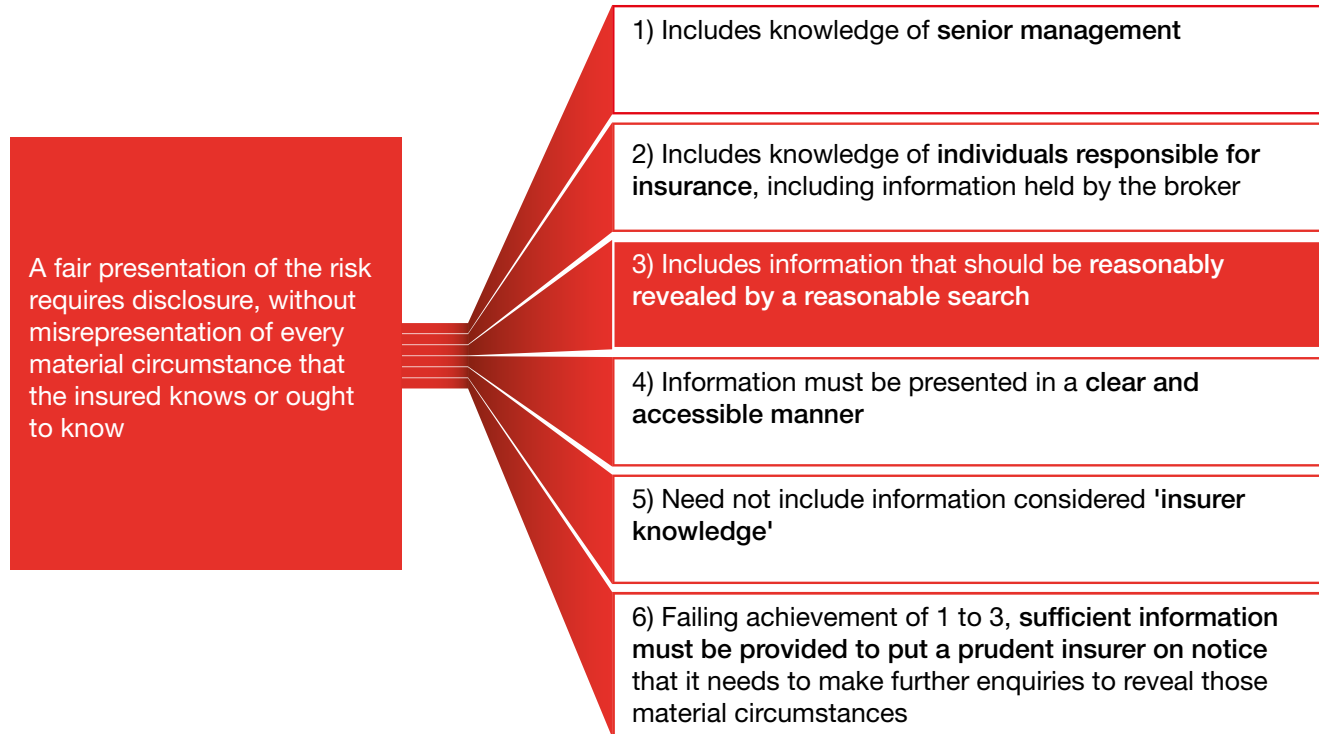 A fair presentation of the risk
requires disclosure, without
misrepresentation of every
material circumstance that
the insured knows or ought
to know
1) Includes knowledge of senior management
2) Includes knowledge of individuals responsible for
insurance, including information held by the broker
3) Includes information that should be reasonably
revealed by a reasonable search
4) Information must be presented in a clear and
accessible manner
5) Need not include information considered 'insurer
knowledge'
6) Failing achievement of 1 to 3, sufficient information
must be provided to put a prudent insurer on notice
that it needs to make further enquiries to reveal those
material circumstances